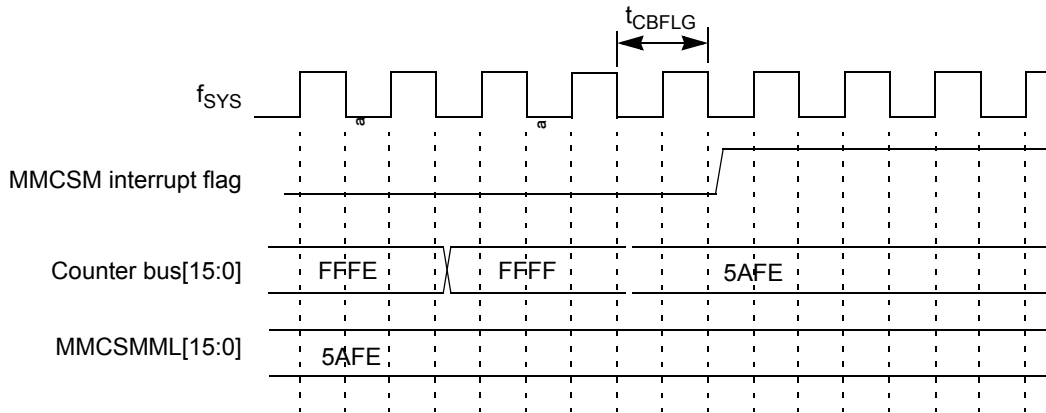 tCBFLG
fSYS
a a
MMCSM interrupt flag
Counter bus[15:0] FFFE FFFF 5AFE
MMCSMML[15:0] 5AFE